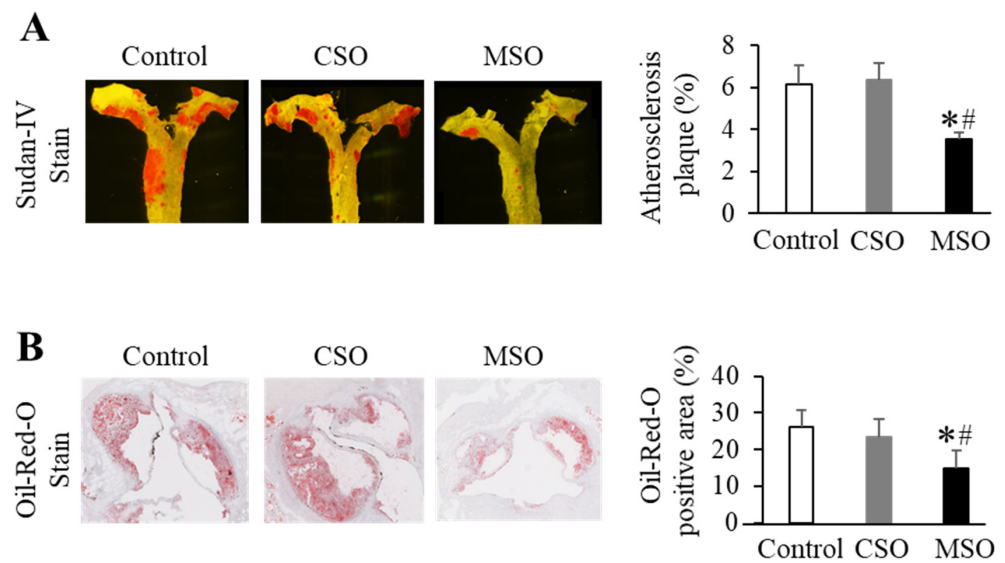 A
Control CSO MSO
Sudan-IV
Stain
Atherosclerosis
plaque (%)
8
6
4
2
0
*#
Control CSO MSO
B
Control CSO MSO
Oil-Red-O
Stain
Oil-Red-O
positive area (%)
40
30
20
10
0
*#
Control CSO MSO